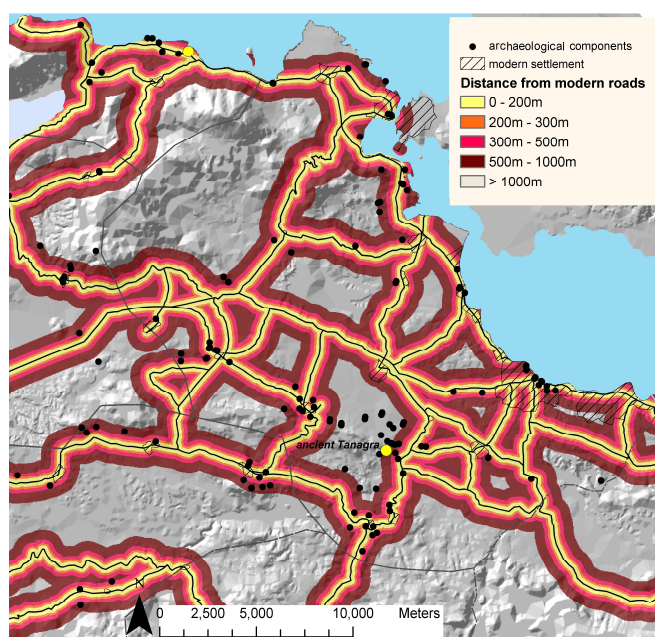 archaeological components
modern settlement
Distance from modern roads
0 - 200m
200m - 300m
300m - 500m
500m - 1000m
> 1000m
ancient Tanagra
N
0 2,500 5,000 10,000 Meters